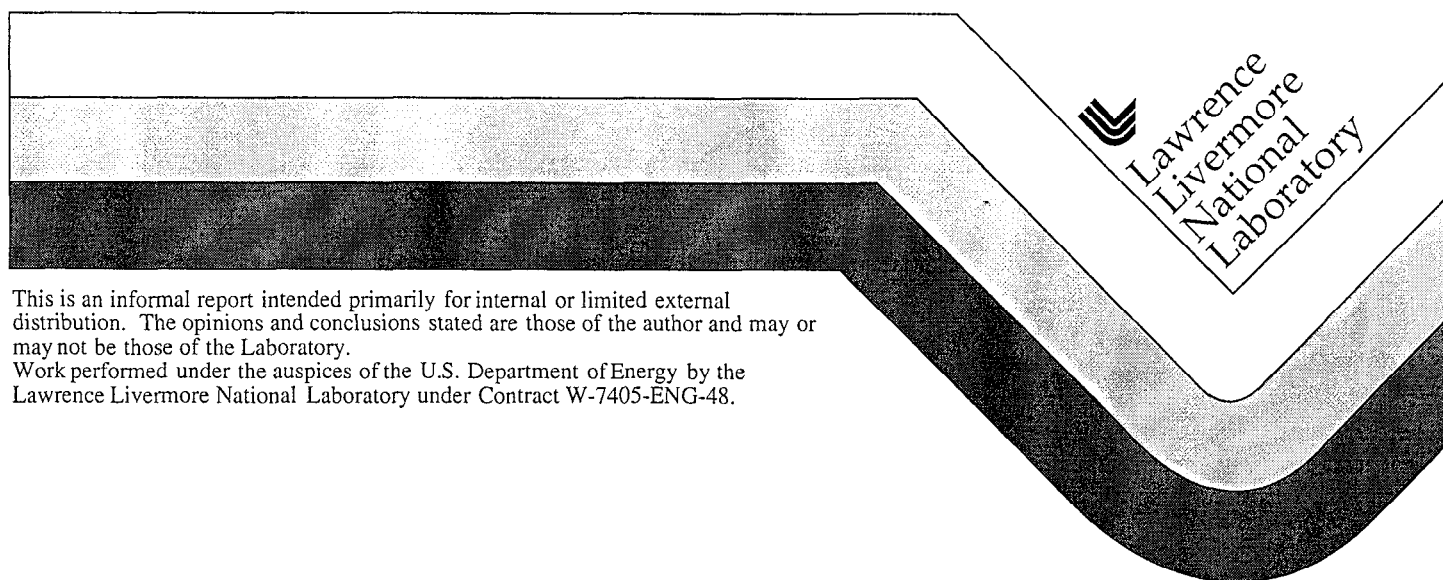 Lawrence
Livermore
National
Laboratory
This is an informal report intended primarily for internal or limited external
distribution. The opinions and conclusions stated are those of the author and may or
may not be those of the Laboratory.
Work performed under the auspices of the U.S. Department of Energy by the
Lawrence Livermore National Laboratory under Contract W-7405-ENG-48.